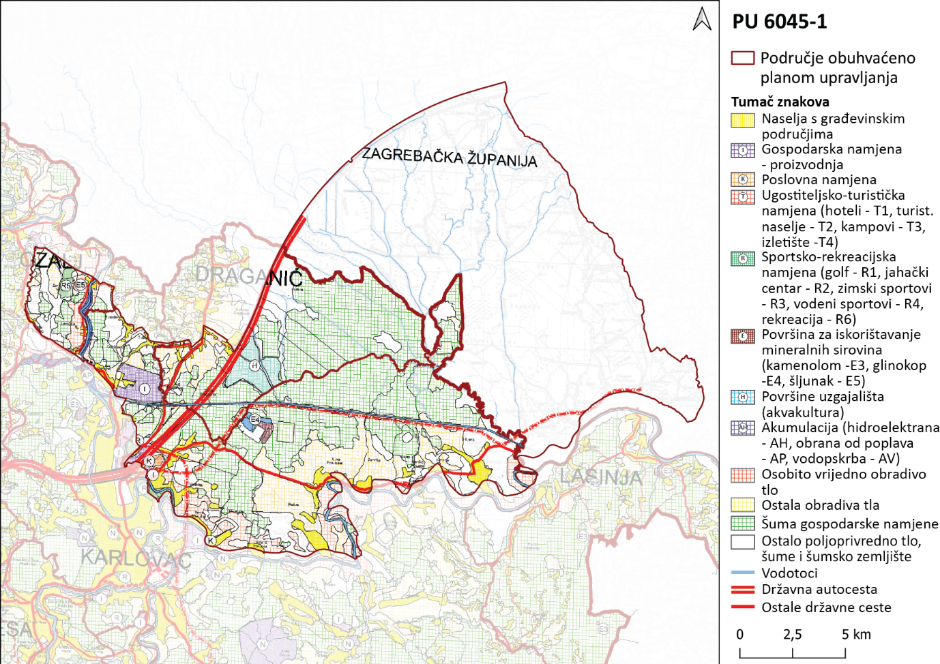 PU 6045-1
Područje obuhvaćeno
planom upravljanja
Tumač znakova
Naselja s građevinskim
područjima
Gospodarska namjena
- proizvodnja
Poslovna namjena
Ugostiteljsko-turistička
namjena (hoteli - T1, turist.
naselje - T2, kampovi - T3,
izletište -T4)
Sportsko-rekreacijska
namjena (golf - R1, jahački
centar - R2, zimski sportovi
- R3, vodeni sportovi - R4,
rekreacija - R6)
Površina za iskorištavanje
mineralnih sirovina
(kamenolom -E3, glinokop
-E4, šljunak - E5)
Površine uzgajališta
(akvakultura)
Akumulacija (hidroelektrana
- AH, obrana od poplava
- AP, vodopskrba - AV)
Osobito vrijedno obradivo
tlo
Ostala obradiva tla
Šuma gospodarske namjene
Ostalo poljoprivredno tlo,
šume i šumsko zemljište
Vodotoci
Državna autocesta
Ostale državne ceste
0 2,5 5 km
ZAGREBAČKA ŽUPANIJA
OZALJ
DRAGANIĆ
LASINJA
KARLOVAC
I
H
K
K
N